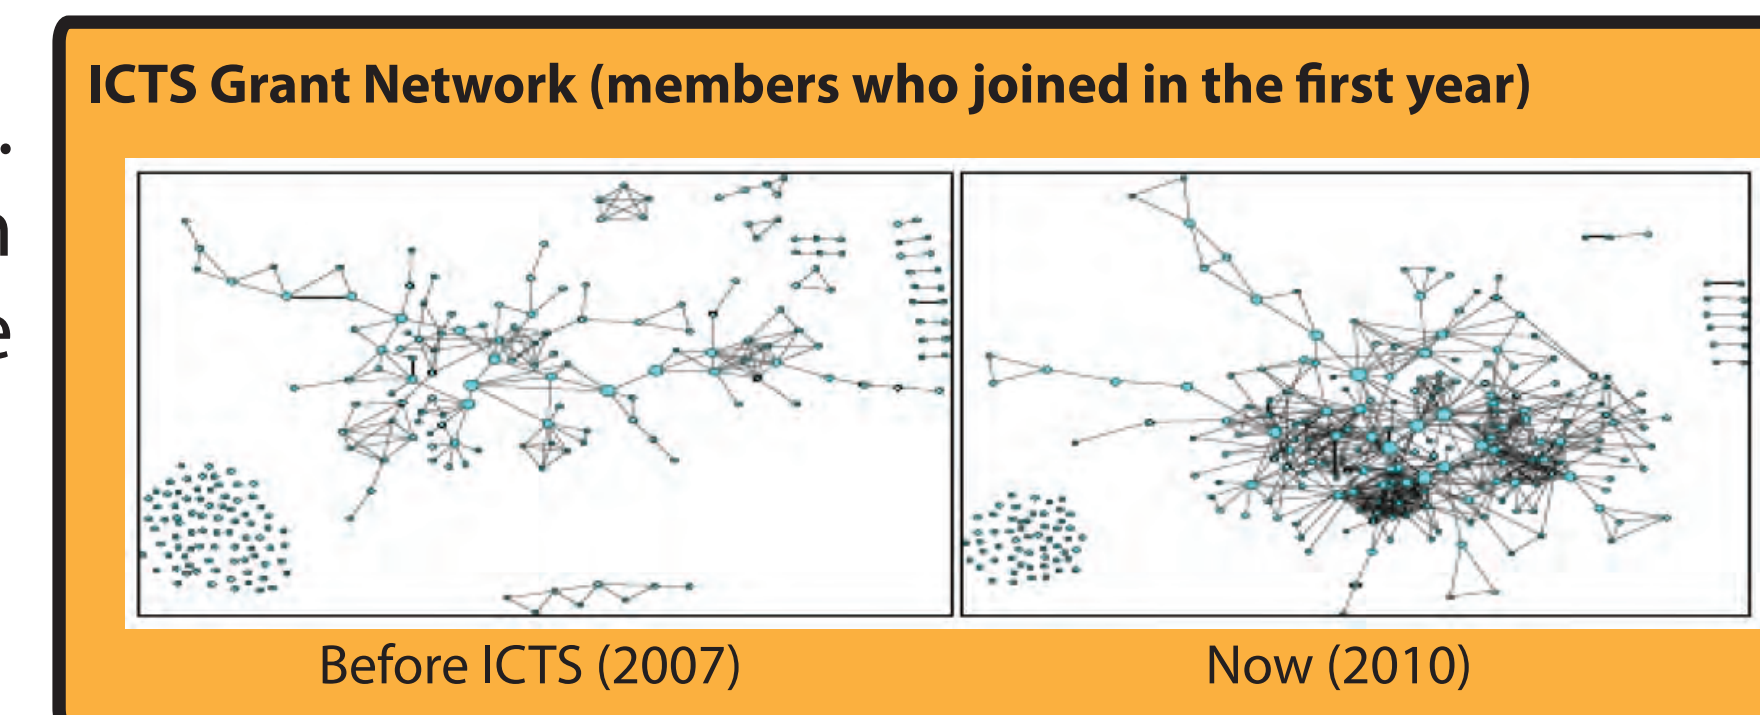 .
n
e
ICTS Grant Network (members who joined in the first year)
Before ICTS (2007)
Now (2010)